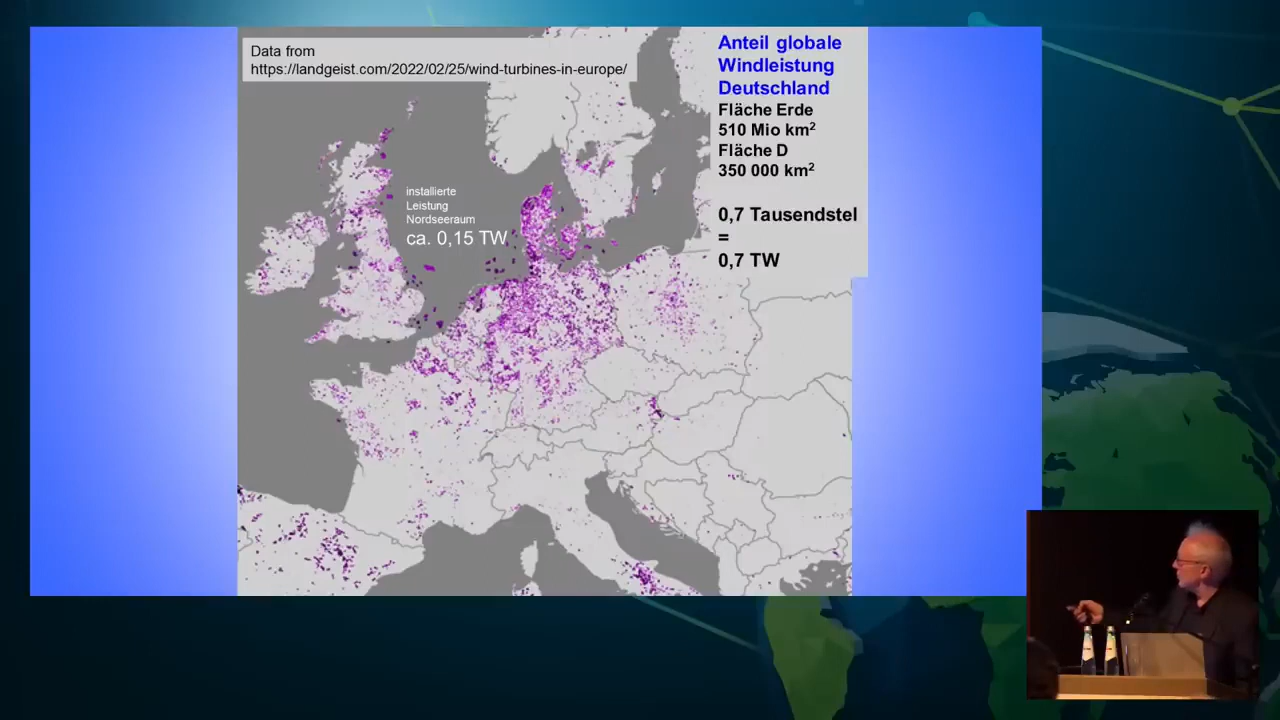 Data from
https://landgeist.com/2022/02/25/wind-turbines-in-europe/
Anteil globale
Windleistung
Deutschland
Fläche Erde
510 Mio km²
Fläche D
350 000 km²
0,7 Tausendstel
=
0,7 TW
installierte
Leistung
Nordseeraum
ca. 0,15 TW